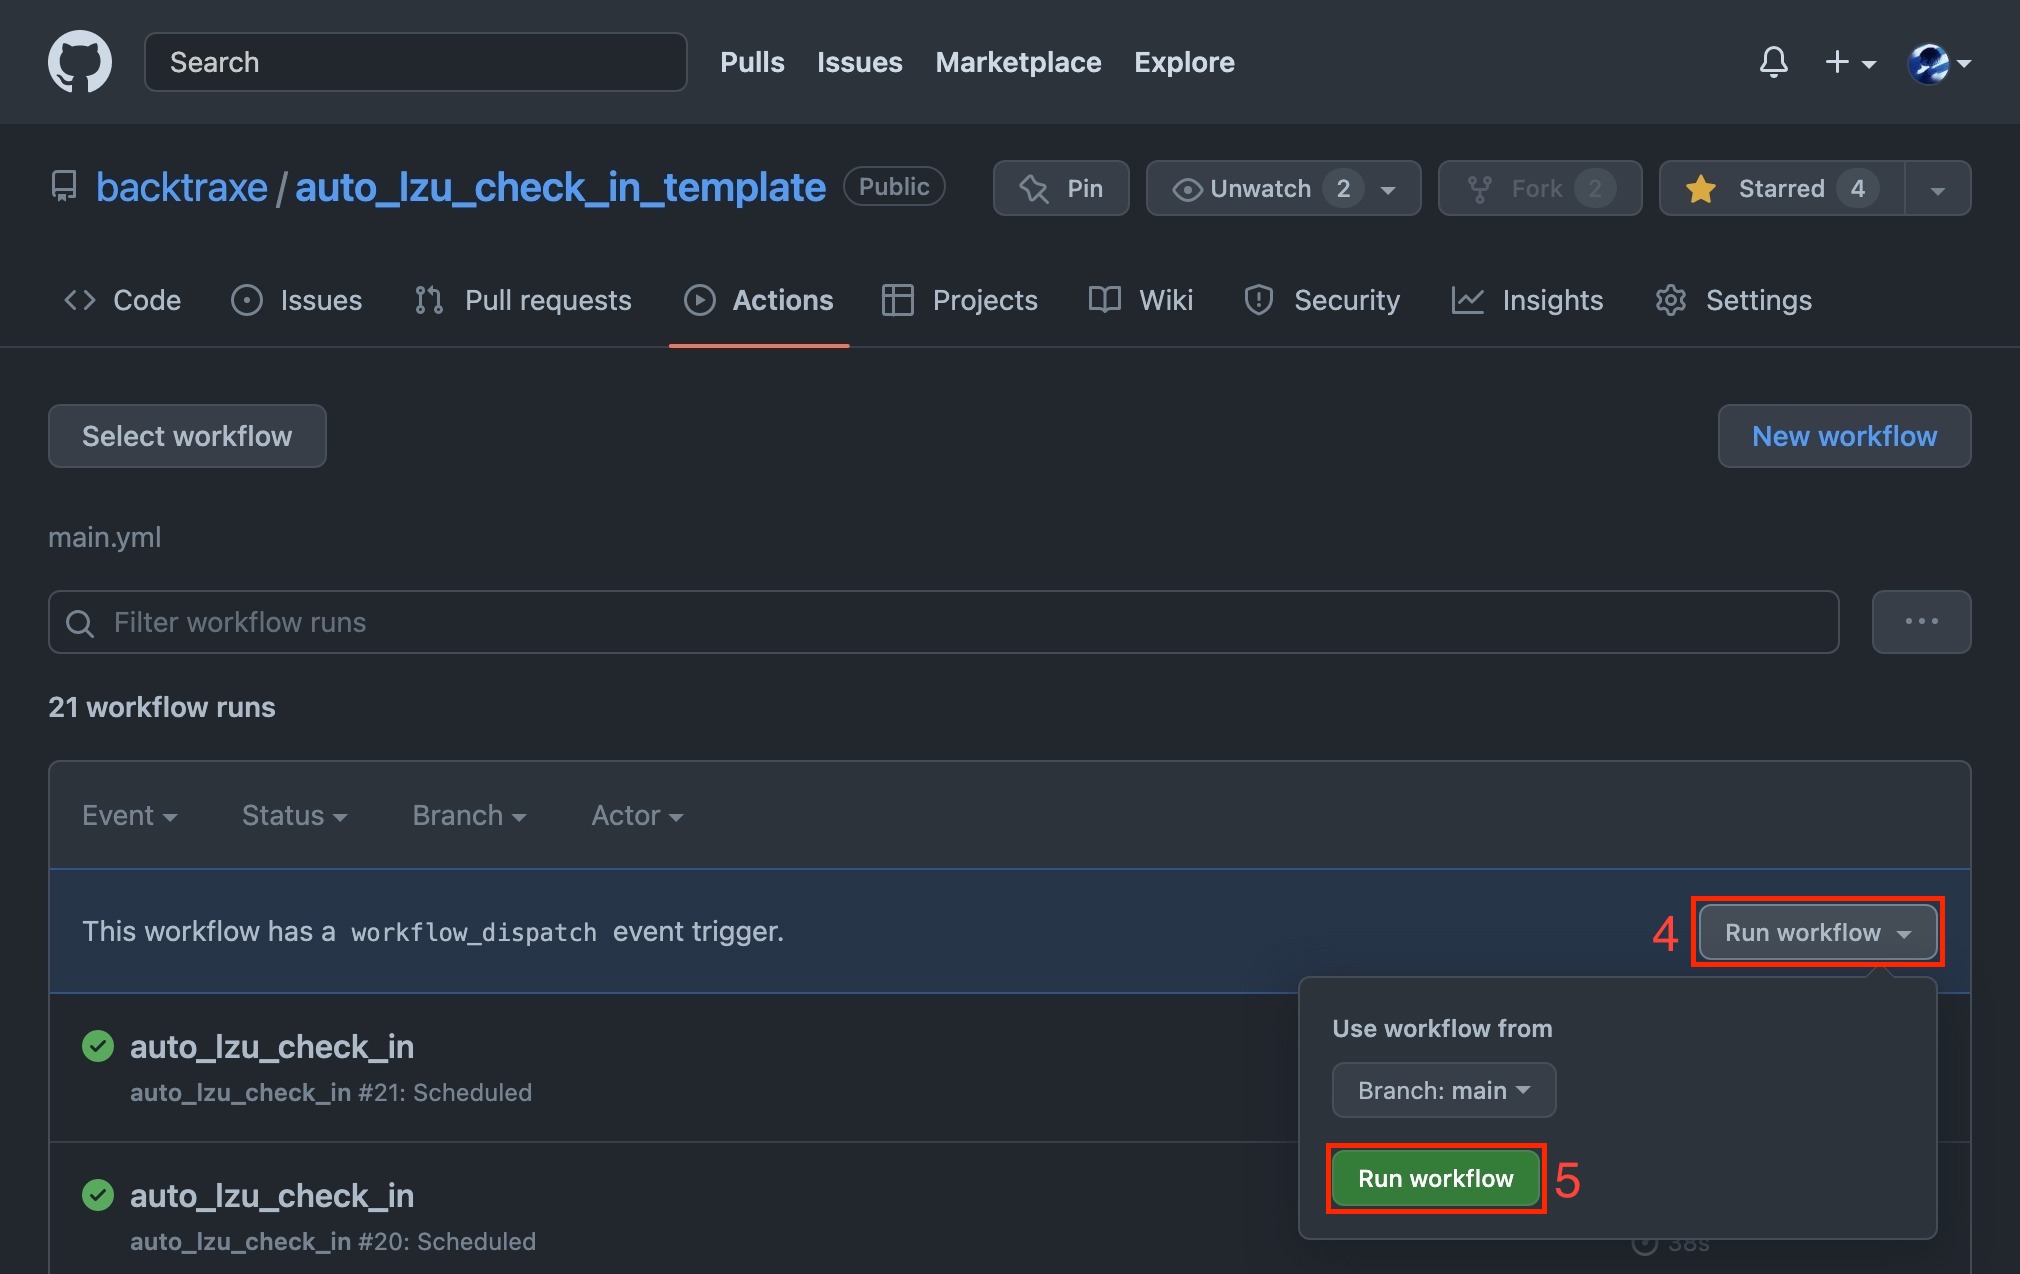 Search Pulls Issues Marketplace Explore
backtraxe / auto_lzu_check_in_template Public Pin Unwatch 2 Fork 2 Starred 4
Code Issues Pull requests Actions Projects Wiki Security Insights Settings
Select workflow New workflow
main.yml
Filter workflow runs
21 workflow runs
Event Status Branch Actor
This workflow has a workflow_dispatch event trigger. 4 Run workflow
Use workflow from
auto_lzu_check_in
auto_lzu_check_in #21: Scheduled
Branch: main
Run workflow 5
auto_lzu_check_in
auto_lzu_check_in #20: Scheduled
38s